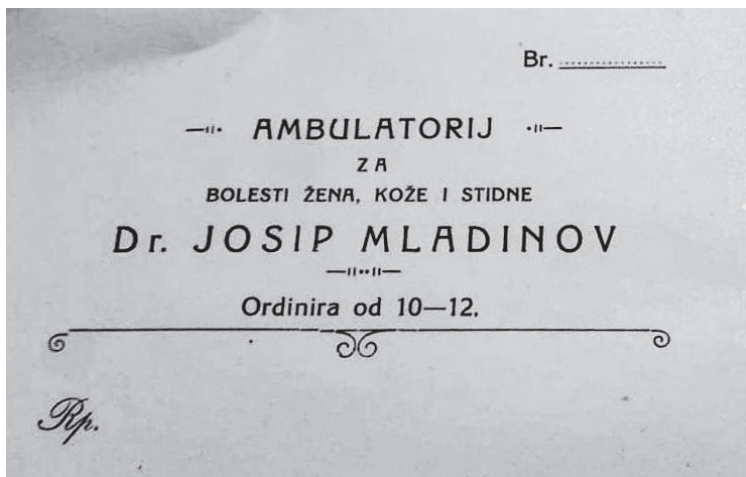 Br. ................
AMBULATORIJ
ZA
BOLESTI ŽENA, KOŽE I STIDNE
Dr. JOSIP MLADINOV
Ordinira od 10—12.
Rp.